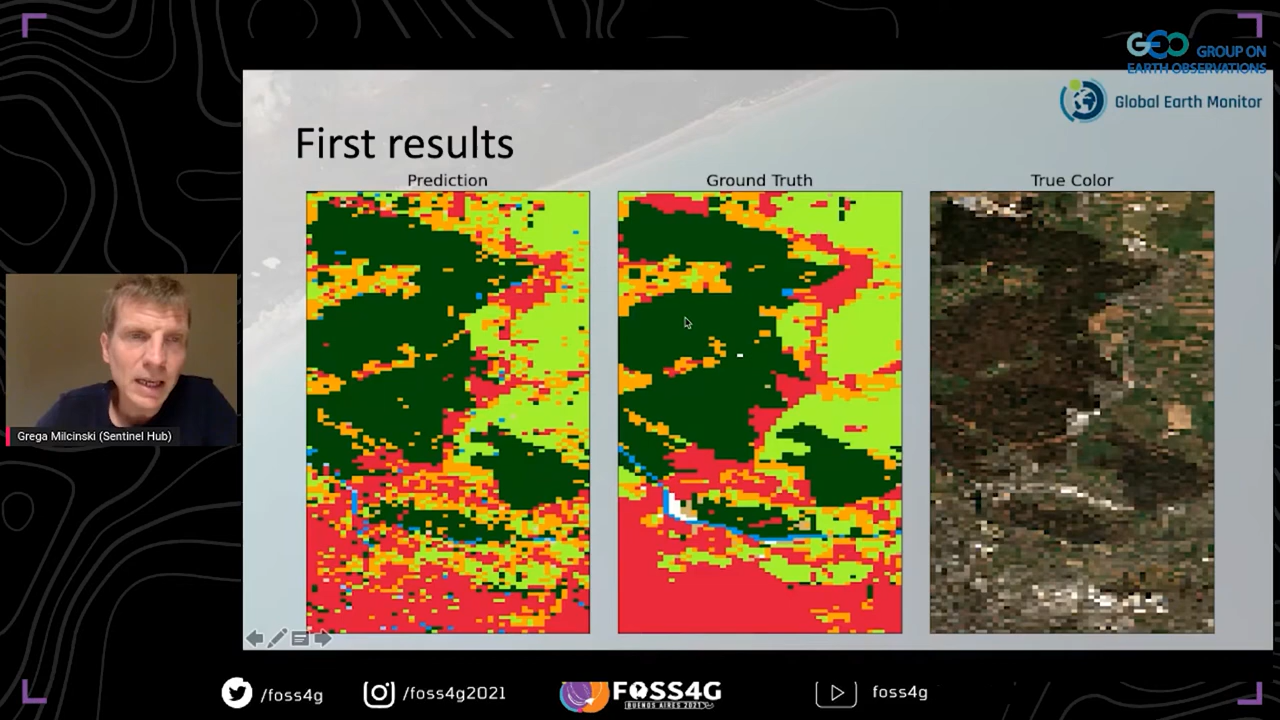 GEO GROUP ON
EARTH OBSERVATIONS
Global Earth Monitor
First results
Prediction
Ground Truth
True Color
Grega Milcinski (Sentinel Hub)
/foss4g
/foss4g2021
FOSS4G
BUENOS AIRES 2021
foss4g